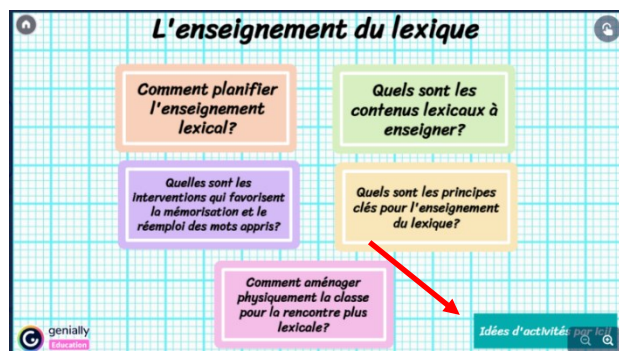 L'enseignement du lexique
Comment planifier
l'enseignement
lexical?
Quels sont les
contenus lexicaux à
enseigner?
Quelles sont les
interventions qui favorisent
la mémorisation et le
réemploi des mots appris?
Quels sont les principes
clés pour l'enseignement
du lexique?
Comment aménager
physiquement la classe
pour la rencontre plus
lexicale?
Idées d'activités par ici!
genially
Education